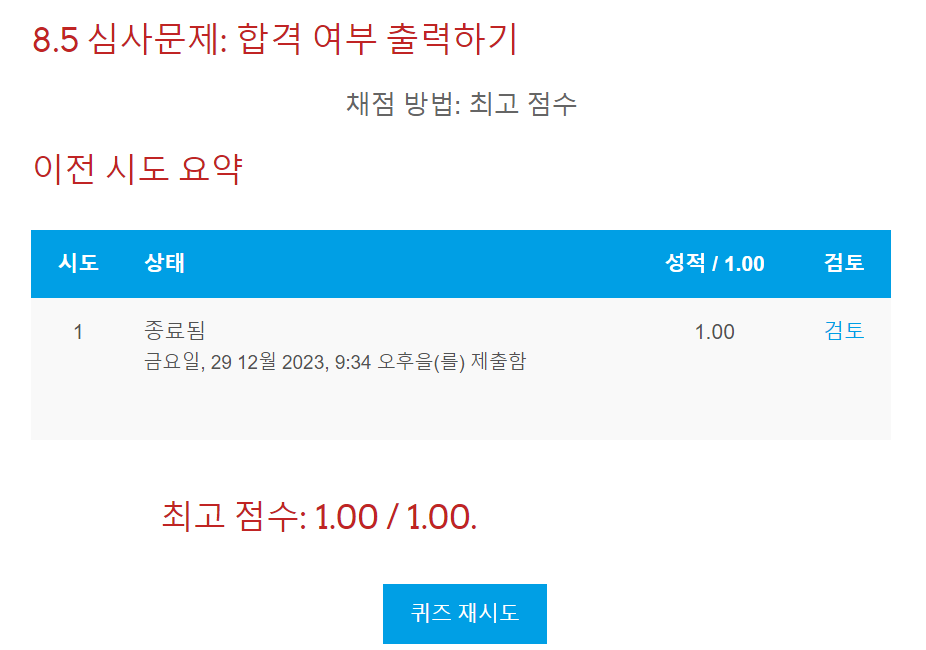 8.5 심사문제: 합격 여부 출력하기
채점 방법: 최고 점수
이전 시도 요약
시도 상태 성적 / 1.00 검토
1 종료됨 1.00 검토
금요일, 29 12월 2023, 9:34 오후을(를) 제출함
최고 점수: 1.00 / 1.00.
퀴즈 재시도